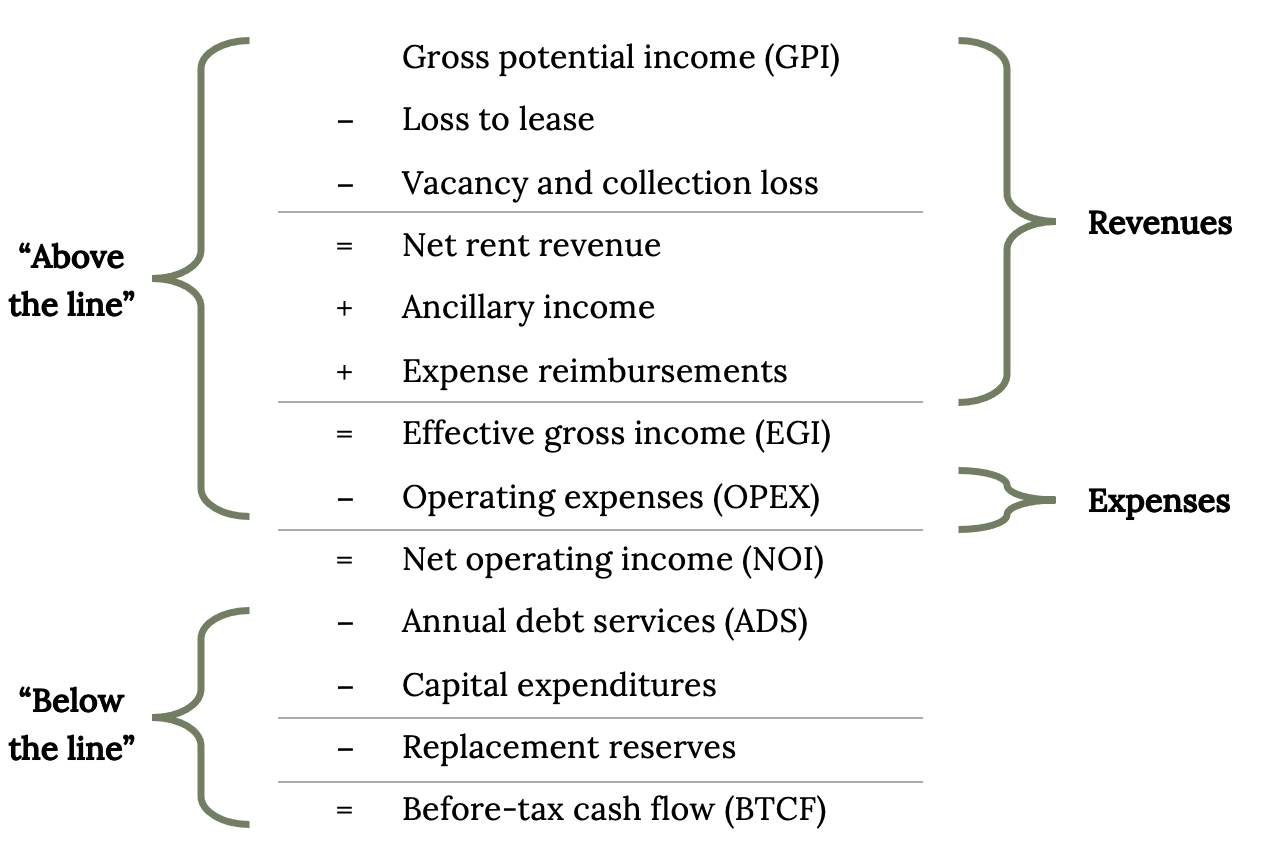 Gross potential income (GPI)
– Loss to lease
– Vacancy and collection loss
= Net rent revenue
+ Ancillary income
+ Expense reimbursements
= Effective gross income (EGI)
– Operating expenses (OPEX)
= Net operating income (NOI)
– Annual debt services (ADS)
– Capital expenditures
– Replacement reserves
= Before-tax cash flow (BTCF)
“Above
the line”
“Below
the line”
Revenues
Expenses